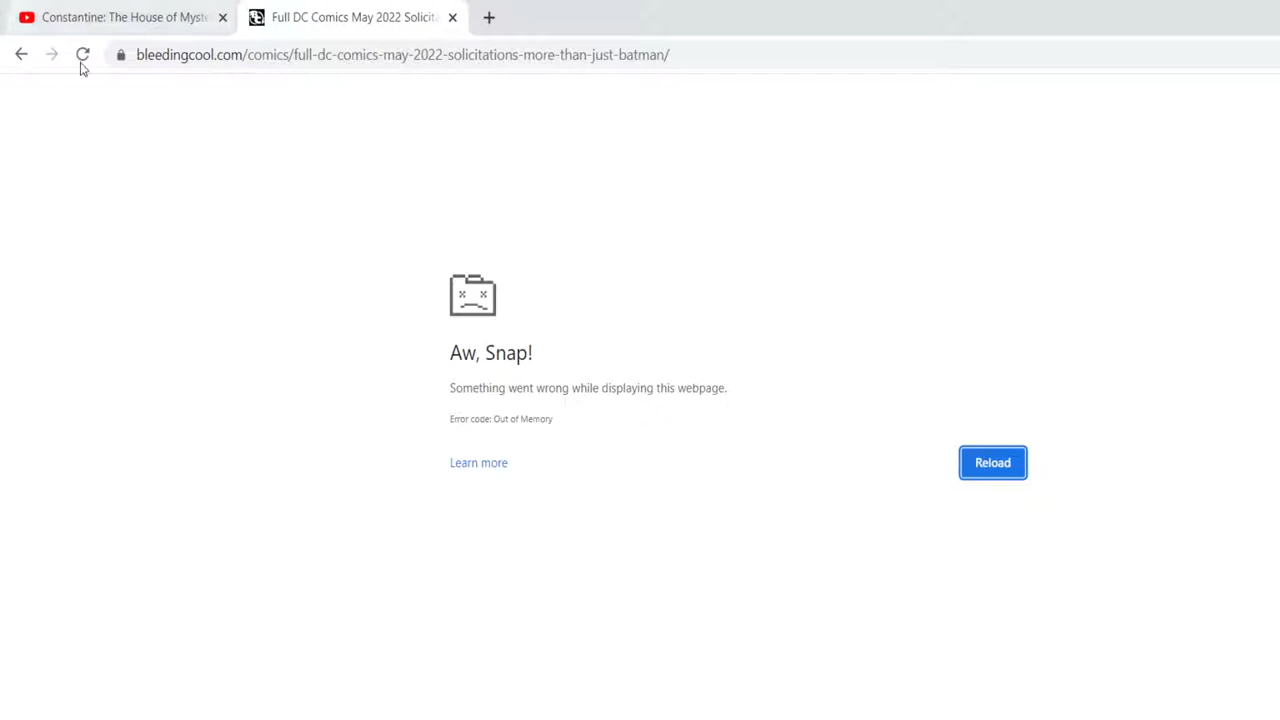 Constantine: The House of Myste
Full DC Comics May 2022 Solicita
bleedingcool.com/comics/full-dc-comics-may-2022-solicitations-more-than-just-batman/
Aw, Snap!
Something went wrong while displaying this webpage.
Error code: Out of Memory
Learn more
Reload